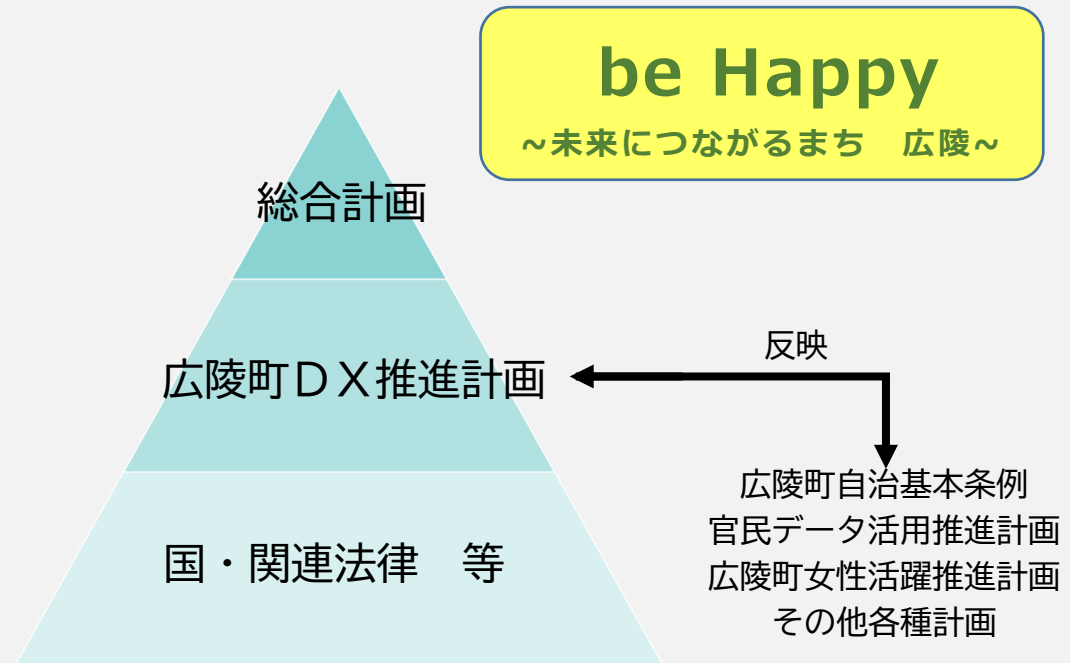 be Happy
~未来につながるまち　広陵~
総合計画
広陵町ＤＸ推進計画
反映
国・関連法律　等
広陵町自治基本条例
官民データ活用推進計画
広陵町女性活躍推進計画
その他各種計画